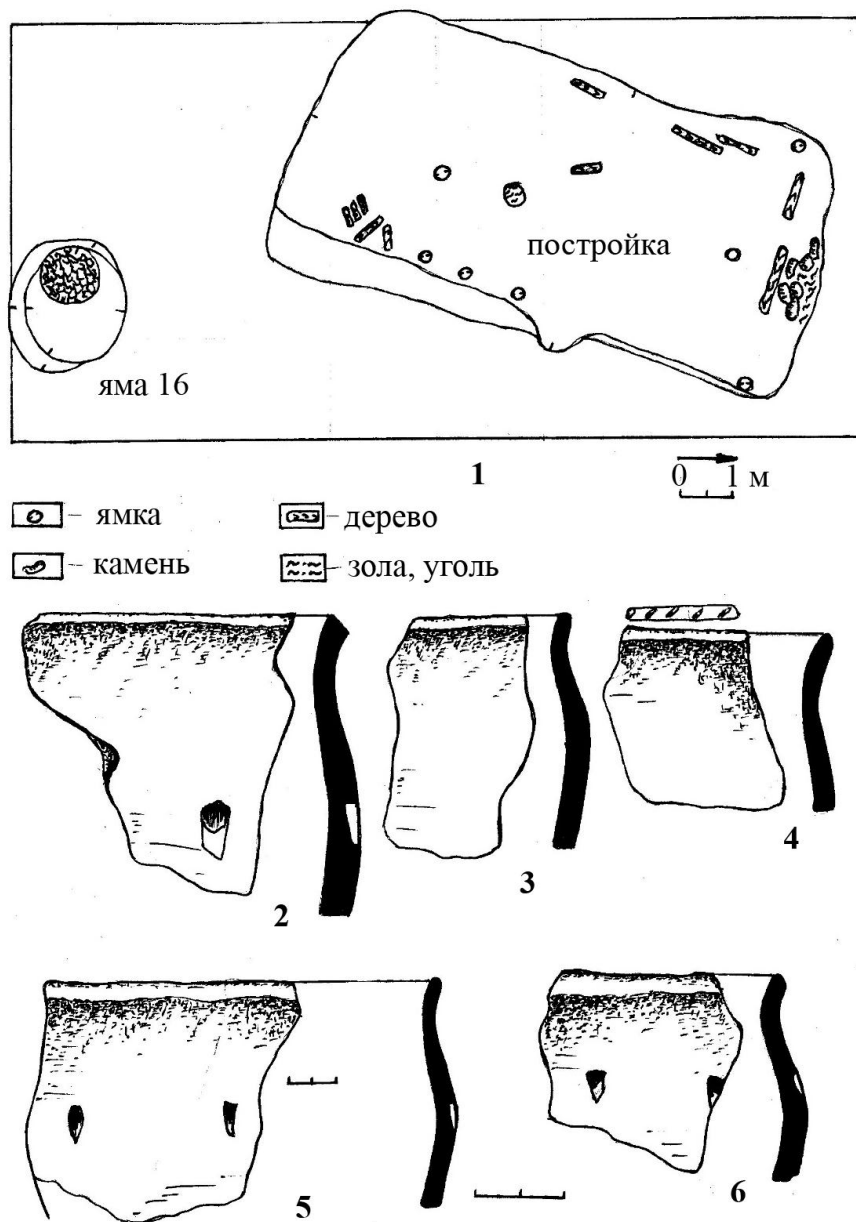 постройка
яма 16
1
0 1 м
ямка
дерево
камень
зола, уголь
2
3
4
5
6